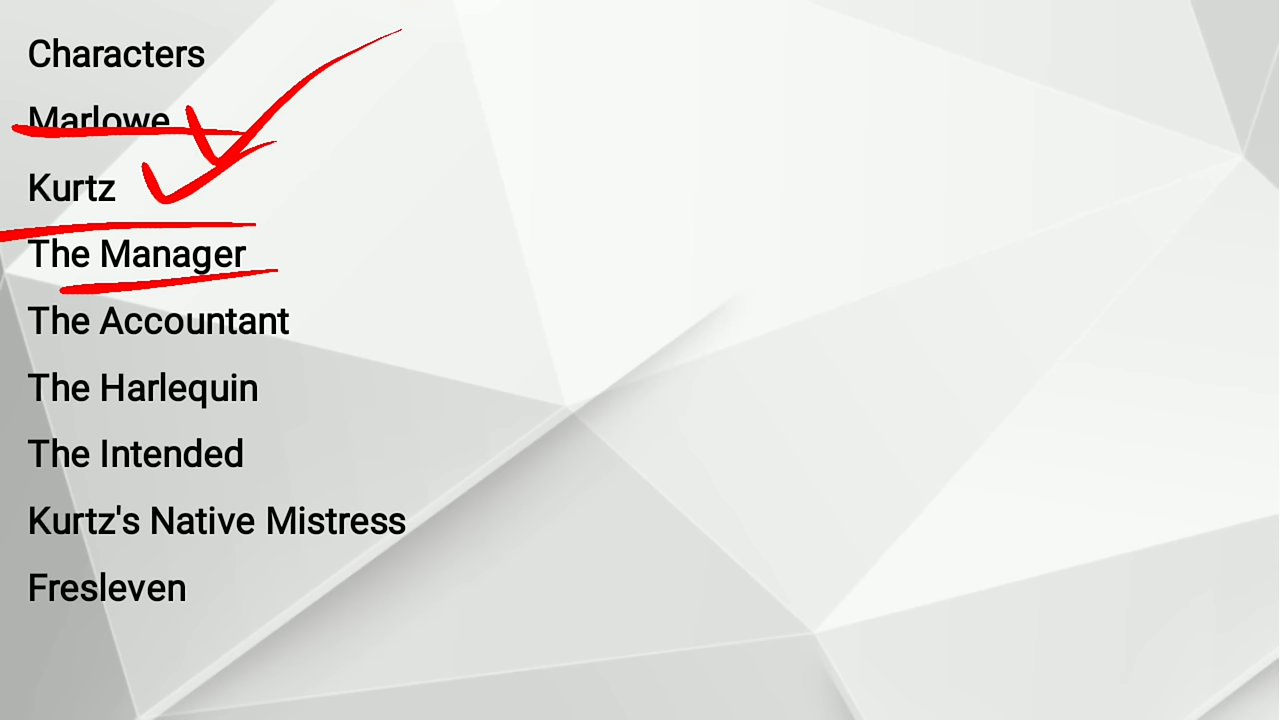 Characters
Marlowe
Kurtz
The Manager
The Accountant
The Harlequin
The Intended
Kurtz's Native Mistress
Fresleven